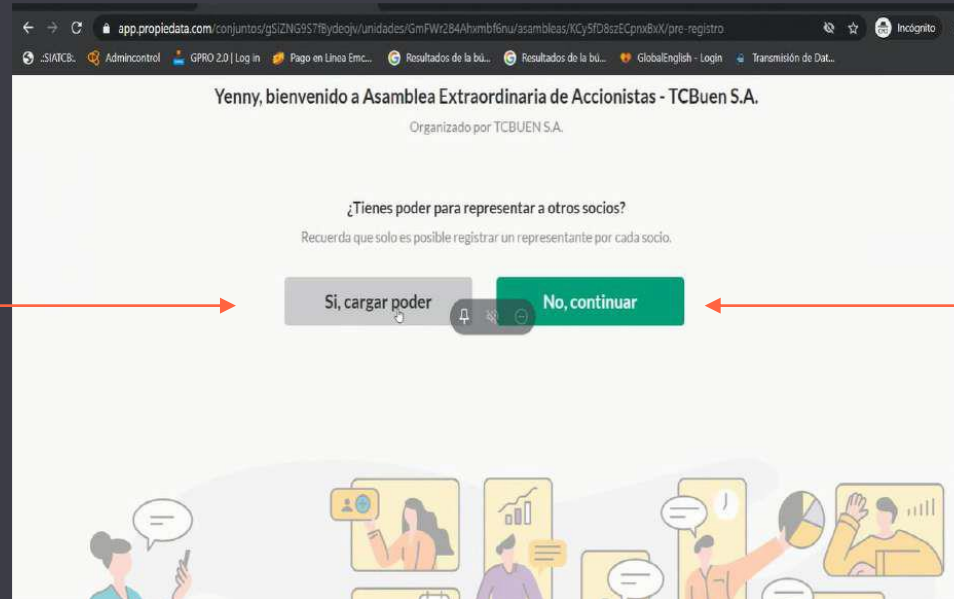 app.propiedata.com/conjuntos/gSiZNG9S7fBydeojv/unidades/GmFWr284Ahxmbf6nu/asambleas/KCy5fD8szECpnxBxX/pre-registro Incógnito
.:SIATCB:. Admincontrol GPRO 2.0 | Log in Pago en Línea Emc... Resultados de la bú... Resultados de la bú... GlobalEnglish - Login Transmisión de Dat...
Yenny, bienvenido a Asamblea Extraordinaria de Accionistas - TCBuen S.A.
Organizado por TCBUEN S.A.
¿Tienes poder para representar a otros socios?
Recuerda que solo es posible registrar un representante por cada socio.
Si, cargar poder No, continuar